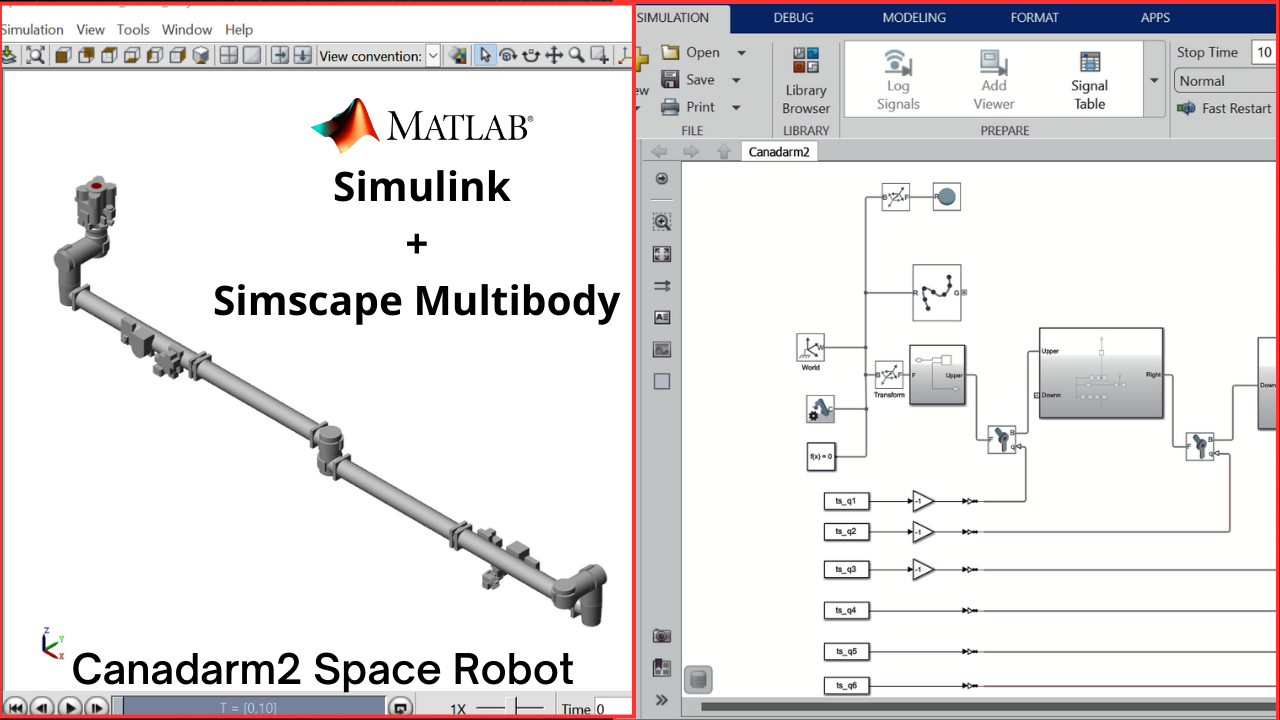 Simulation View Tools Window Help
View convention:
MATLAB®
Simulink
+
Simscape Multibody
Z
Y
X
Canadarm2 Space Robot
T = [0,10]
1X
Time 0
SIMULATION DEBUG MODELING FORMAT APPS
Open
Save
Print
FILE
Library
Browser
LIBRARY
Log
Signals
Add
Viewer
Signal
Table
PREPARE
Stop Time 10
Normal
Fast Restart
Canadarm2
B F
R
R G
W
World
B F
Transform
F Upper
C
f(x) = 0
Upper
Right
Down
F B
q
F B
q
ts_q1 -1
ts_q2 -1
ts_q3 -1
ts_q4
ts_q5
ts_q6